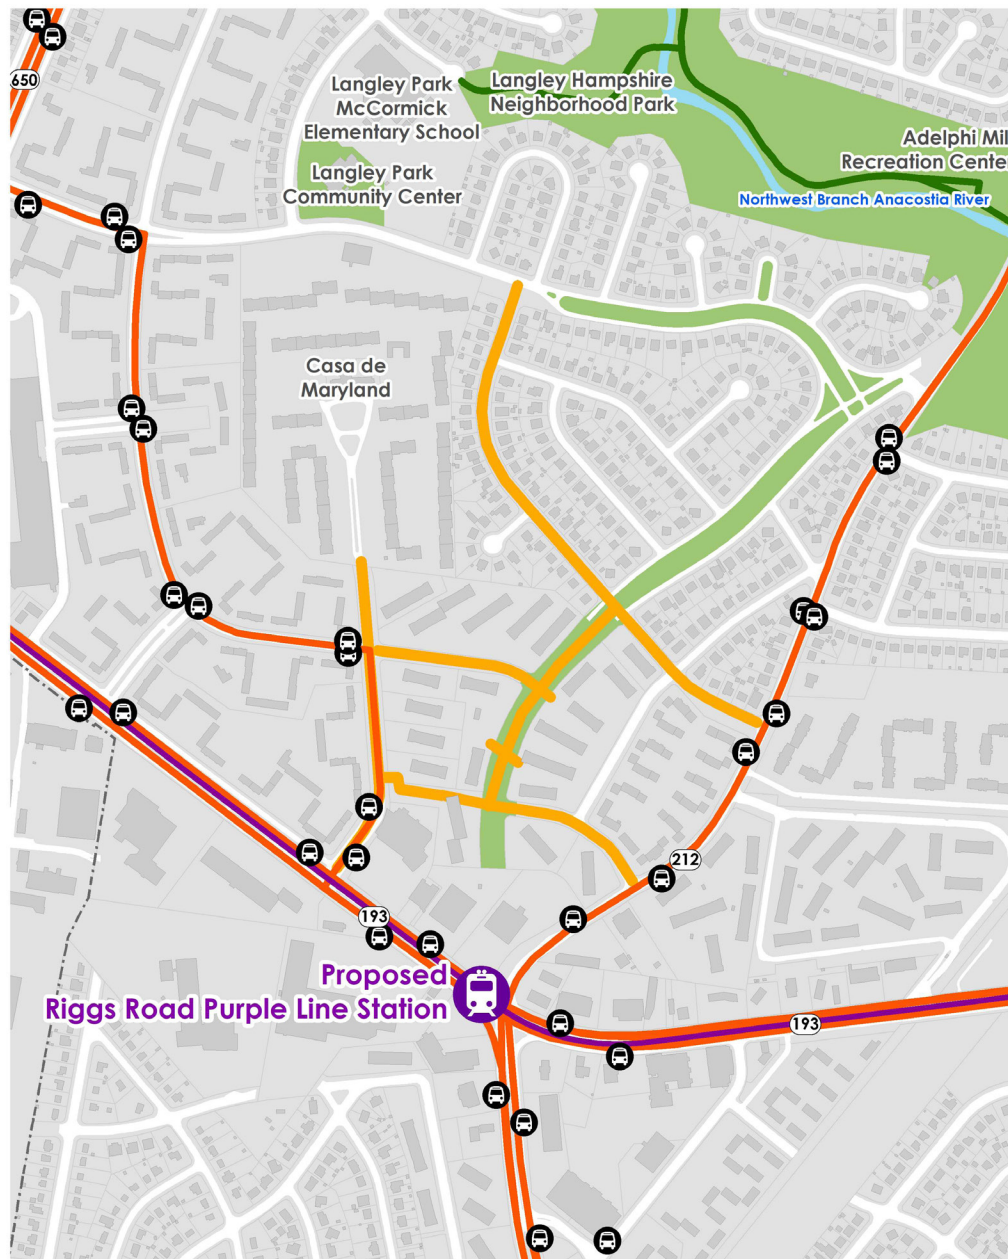 650
Langley Park
McCormick
Elementary School
Langley Hampshire
Neighborhood Park
Adelphi Mil
Recreation Cente
Langley Park
Community Center
Northwest Branch Anacostia River
Casa de
Maryland
212
193
Proposed
Riggs Road Purple Line Station
193